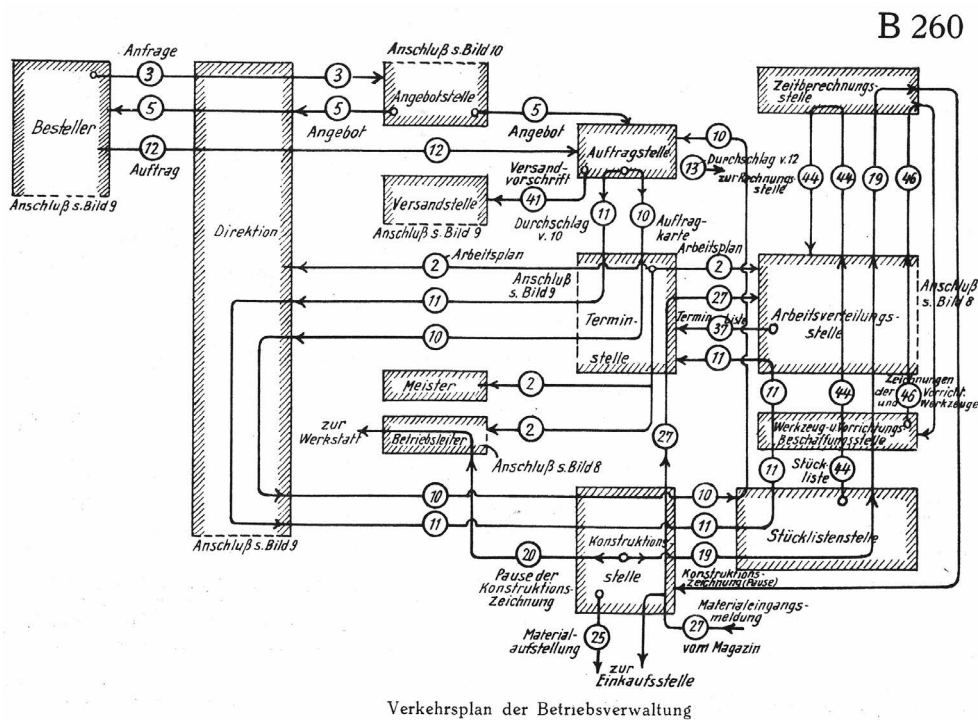 B 260
Anschluß s. Bild 10
Anfrage
3
3
Zeitberechnungs-
stelle
Besteller
5
5
Angebot
Angebotstelle
5
Angebot
10
12
Auftrag
12
Auftragstelle
13
Durchschlag v. 12
zur Rechnungs-
stelle
44
44
19
46
Anschluß s. Bild 9
Direktion
Versandstelle
Anschluß s. Bild 9
Versand-
vorschrift
41
Durchschlag
v. 10
11
10
Auftrag-
karte
2
Arbeitsplan
Arbeitsplan
2
11
Anschluß
s. Bild 9
27
Anschluß
s. Bild 8
10
Termin-
stelle
Termin-liste
37
Arbeitsverteilungs-
stelle
11
Meister
2
11
44
Zeichnungen
der Vorricht.
und Werkzeuge
46
zur
Werkstatt
Betriebsleiter
2
27
Werkzeug-u.Vorrichtungs-
Beschaffungsstelle
Anschluß s. Bild 8
11
Stück-
liste
44
10
10
11
11
Stücklistenstelle
Anschluß s. Bild 9
20
Konstruktions-
stelle
19
Pause der
Konstruktions-
Zeichnung
Konstruktions-
Zeichnung (Pause)
Material-
aufstellung
25
Materialeingangs-
meldung
27
vom Magazin
zur
Einkaufsstelle
Verkehrsplan der Betriebsverwaltung